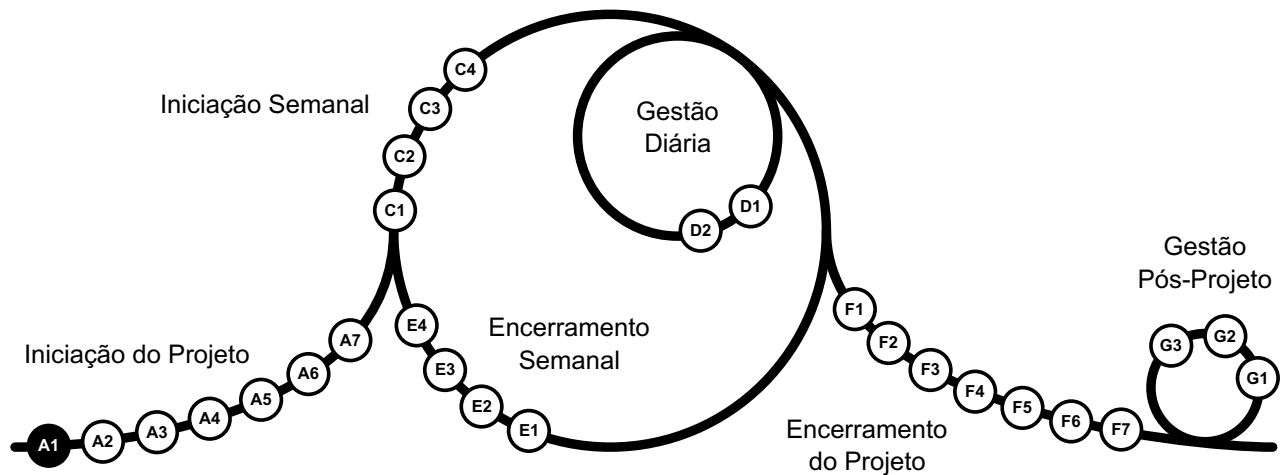 Iniciação do Projeto
A1
A2
A3
A4
A5
A6
A7
Iniciação Semanal
C1
C2
C3
C4
Gestão
Diária
D1
D2
Encerramento
Semanal
E1
E2
E3
E4
Encerramento
do Projeto
F1
F2
F3
F4
F5
F6
F7
Gestão
Pós-Projeto
G1
G2
G3